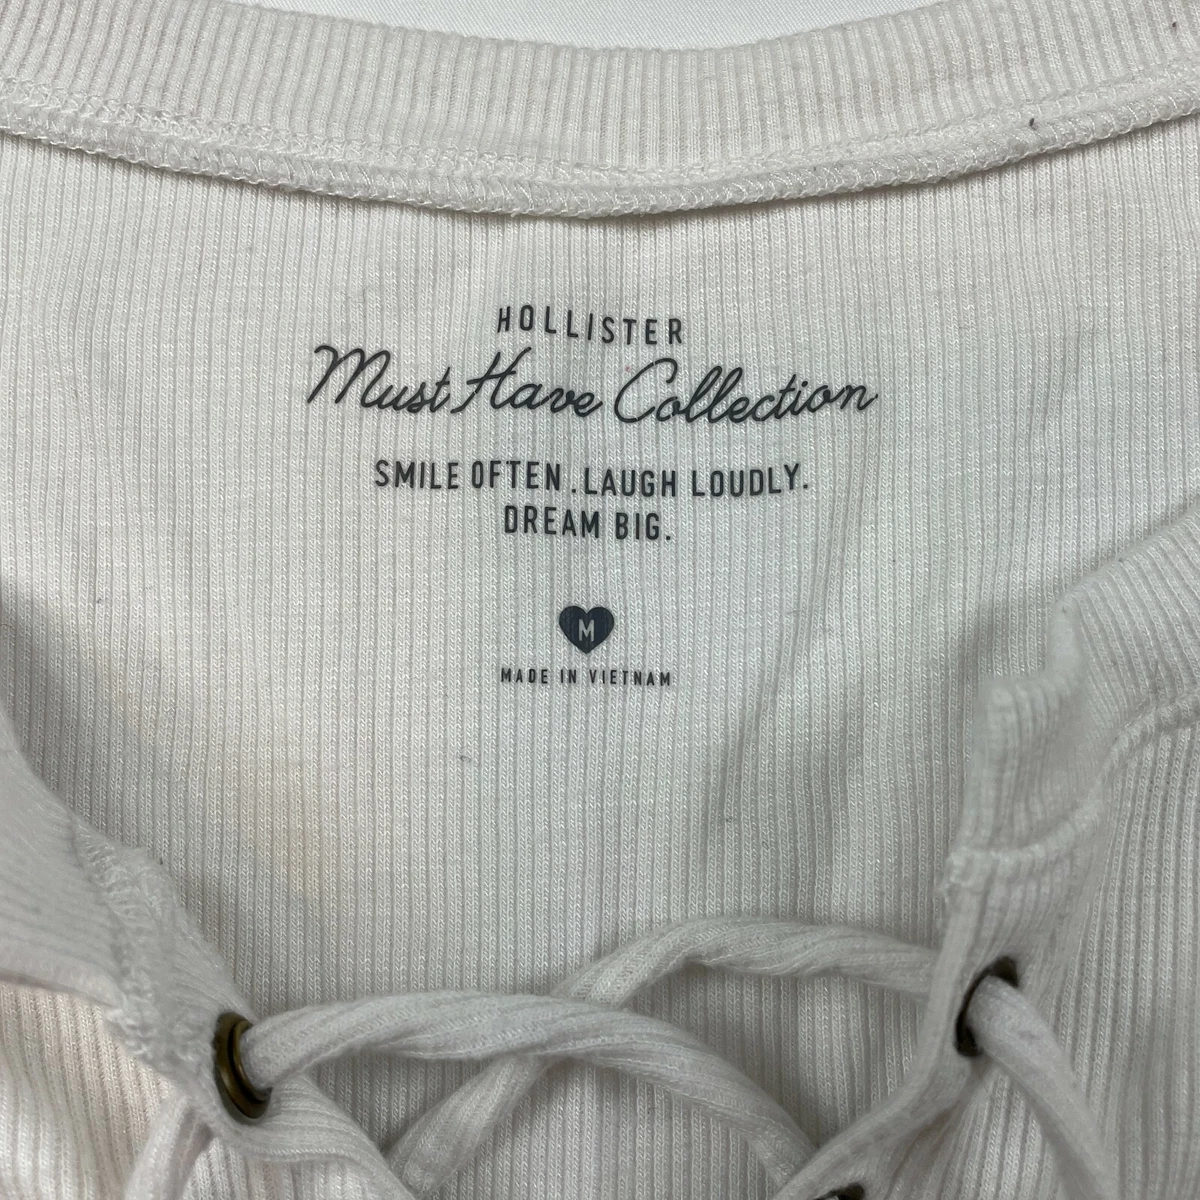 HOLLISTER
Must Have Collection
SMILE OFTEN. LAUGH LOUDLY.
DREAM BIG.
M
MADE IN VIETNAM